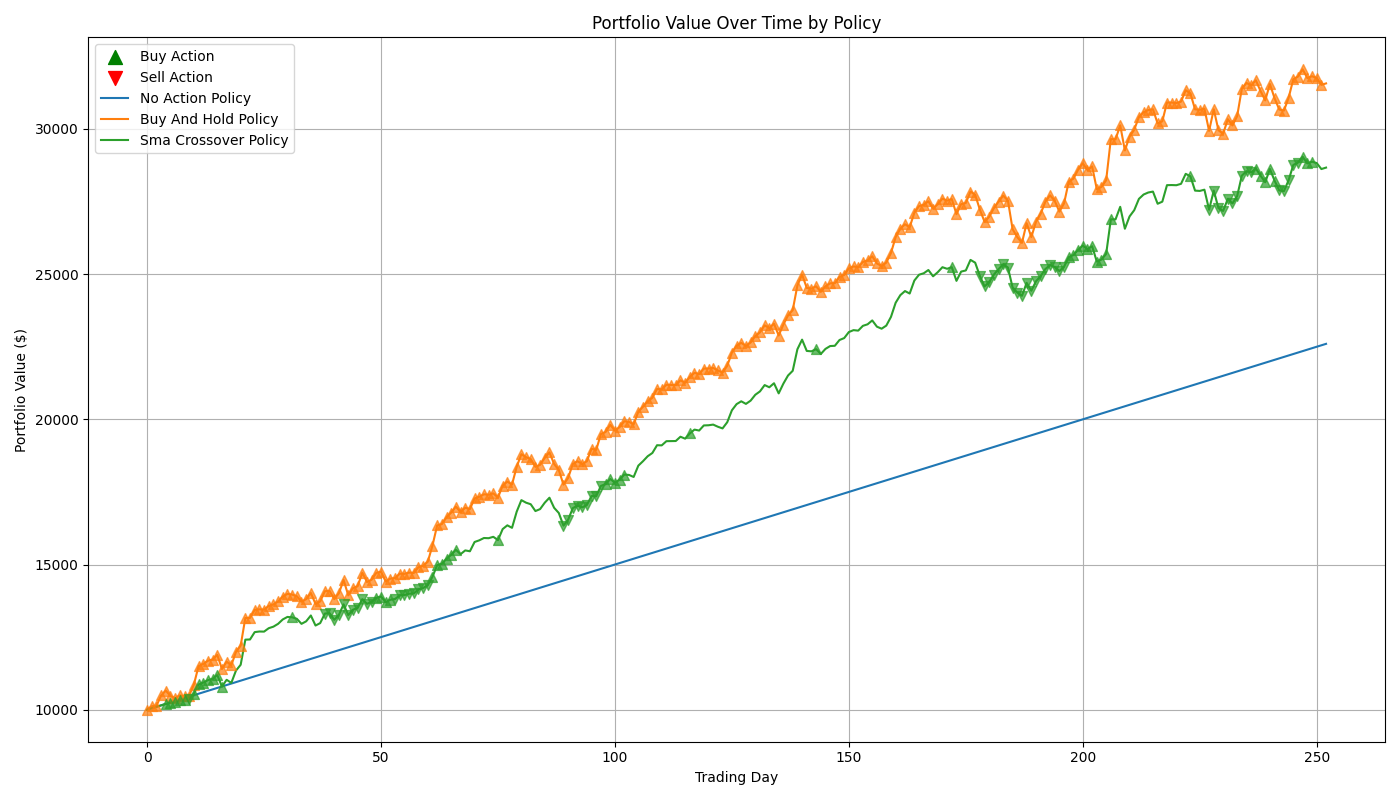 Portfolio Value Over Time by Policy
Buy Action
Sell Action
No Action Policy
Buy And Hold Policy
Sma Crossover Policy
Portfolio Value ($)
30000
25000
20000
15000
10000
0 50 100 150 200 250
Trading Day